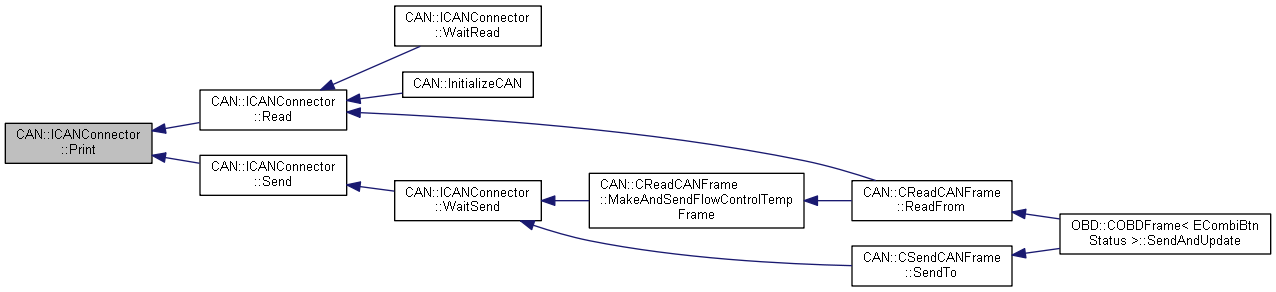 CAN::ICANConnector
::WaitRead
CAN::InitializeCAN
CAN::ICANConnector
::Read
CAN::ICANConnector
::Print
CAN::ICANConnector
::Send
CAN::ICANConnector
::WaitSend
CAN::CReadCANFrame
::MakeAndSendFlowControlTemp
Frame
CAN::CReadCANFrame
::ReadFrom
OBD::COBDFrame< ECombiBtn
Status >::SendAndUpdate
CAN::CSendCANFrame
::SendTo